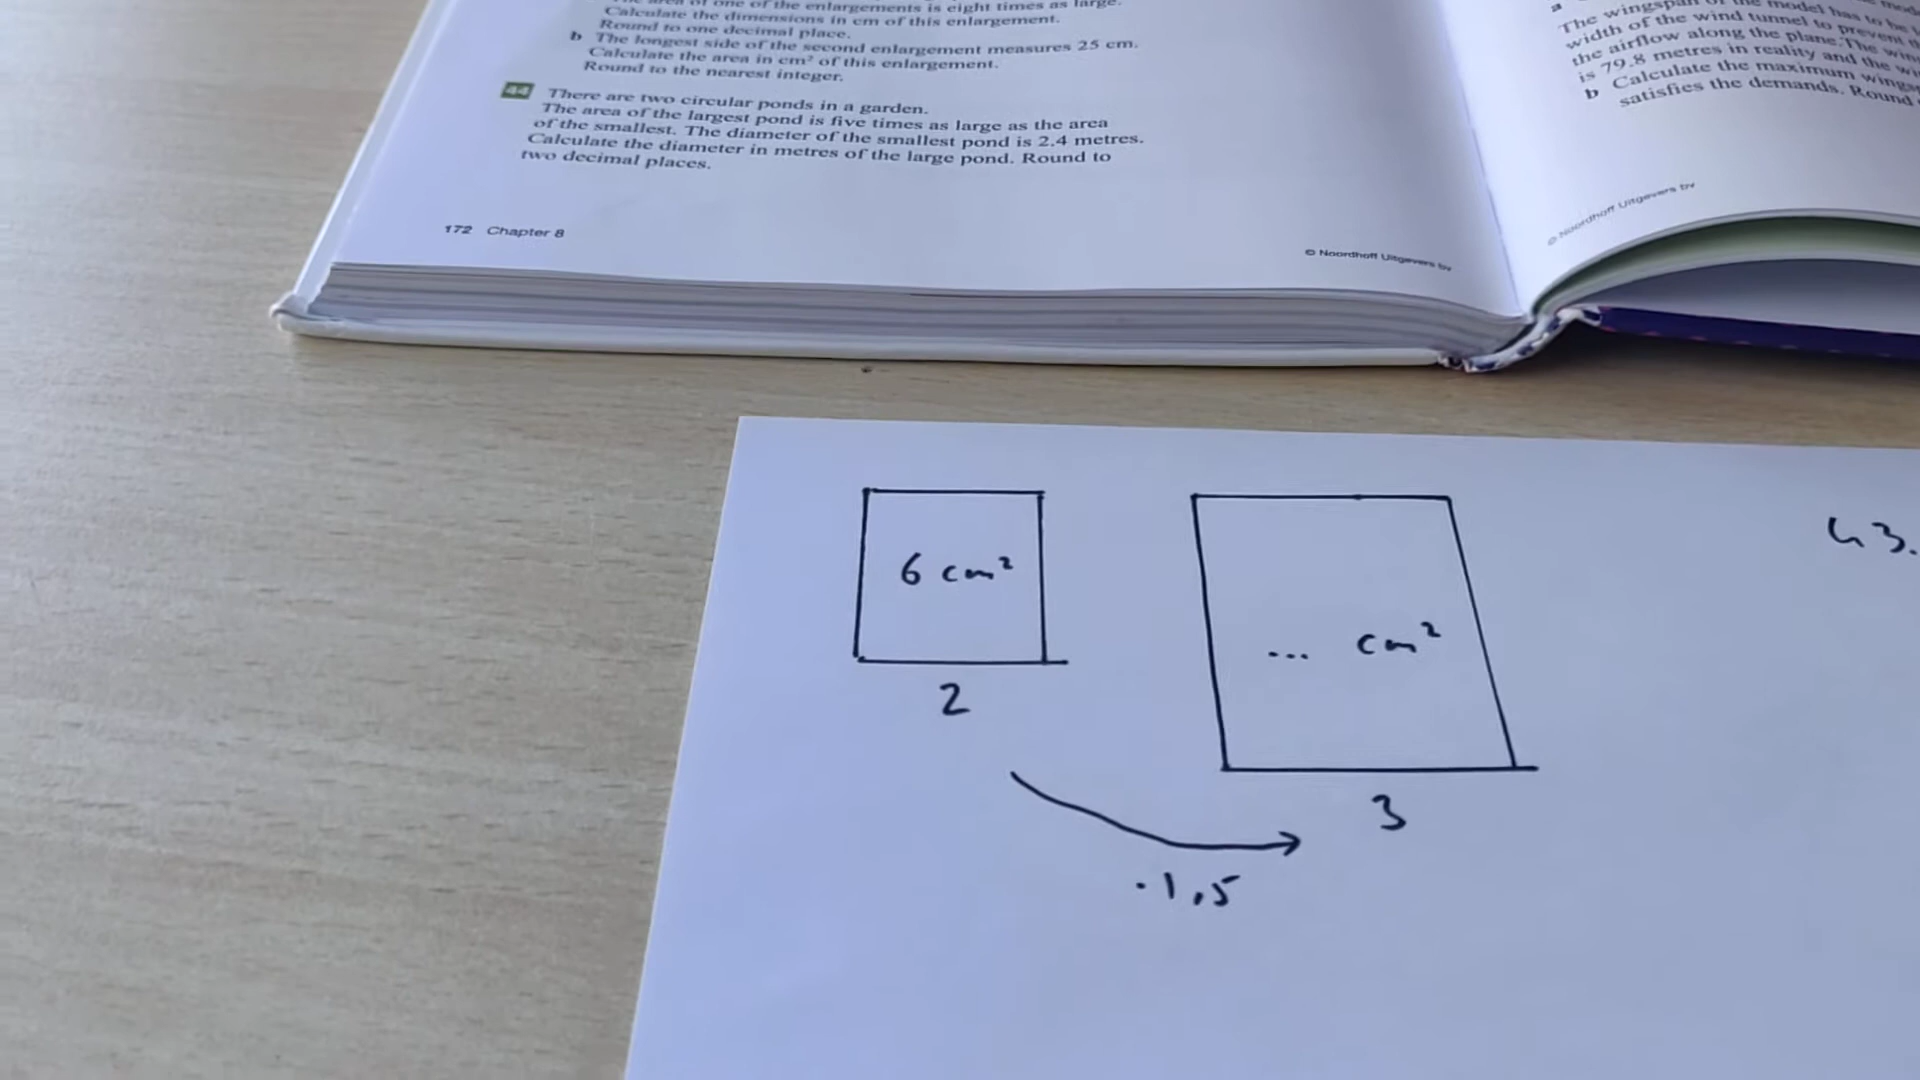 area of one of the enlargements is eight times as large.
Calculate the dimensions in cm of this enlargement.
Round to one decimal place.
b The longest side of the second enlargement measures 25 cm.
Calculate the area in cm² of this enlargement.
Round to the nearest integer.
44 There are two circular ponds in a garden.
The area of the largest pond is five times as large as the area
of the smallest. The diameter of the smallest pond is 2.4 metres.
Calculate the diameter in metres of the large pond. Round to
two decimal places.
172 Chapter 8
© Noordhoff Uitgevers bv
a
The wingspan of the model has to be
width of the wind tunnel to prevent
the airflow along the plane. The
is 79.8 metres in reality and the
b Calculate the maximum
satisfies the demands. Round
© Noordhoff Uitgevers bv
6 cm²
... cm²
2
3
.1,5
43.